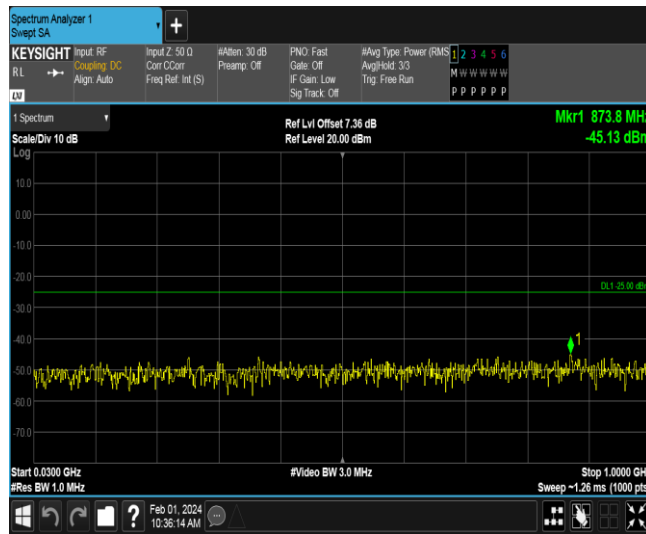 Spectrum Analyzer 1
Swept SA
KEYSIGHT
RL
LXI
Input: RF
Coupling: DC
Align: Auto
Input Z: 50 Ω
Corr CCorr
Freq Ref: Int (S)
#Atten: 30 dB
Preamp: Off
PNO: Fast
Gate: Off
IF Gain: Low
Sig Track: Off
#Avg Type: Power (RMS
Avg|Hold: 3/3
Trig: Free Run
1 2 3 4 5 6
M W W W W W
P P P P P P
1 Spectrum
Scale/Div 10 dB
Log
Ref Lvl Offset 7.36 dB
Ref Level 20.00 dBm
Mkr1 873.8 MHz
-45.13 dBm
10.0
0.00
-10.0
-20.0
DL1 -25.00 dBm
-30.0
-40.0
1
-50.0
-60.0
-70.0
Start 0.0300 GHz
#Res BW 1.0 MHz
#Video BW 3.0 MHz
Stop 1.0000 GHz
Sweep ~1.26 ms (1000 pts)
?
Feb 01, 2024
10:36:14 AM